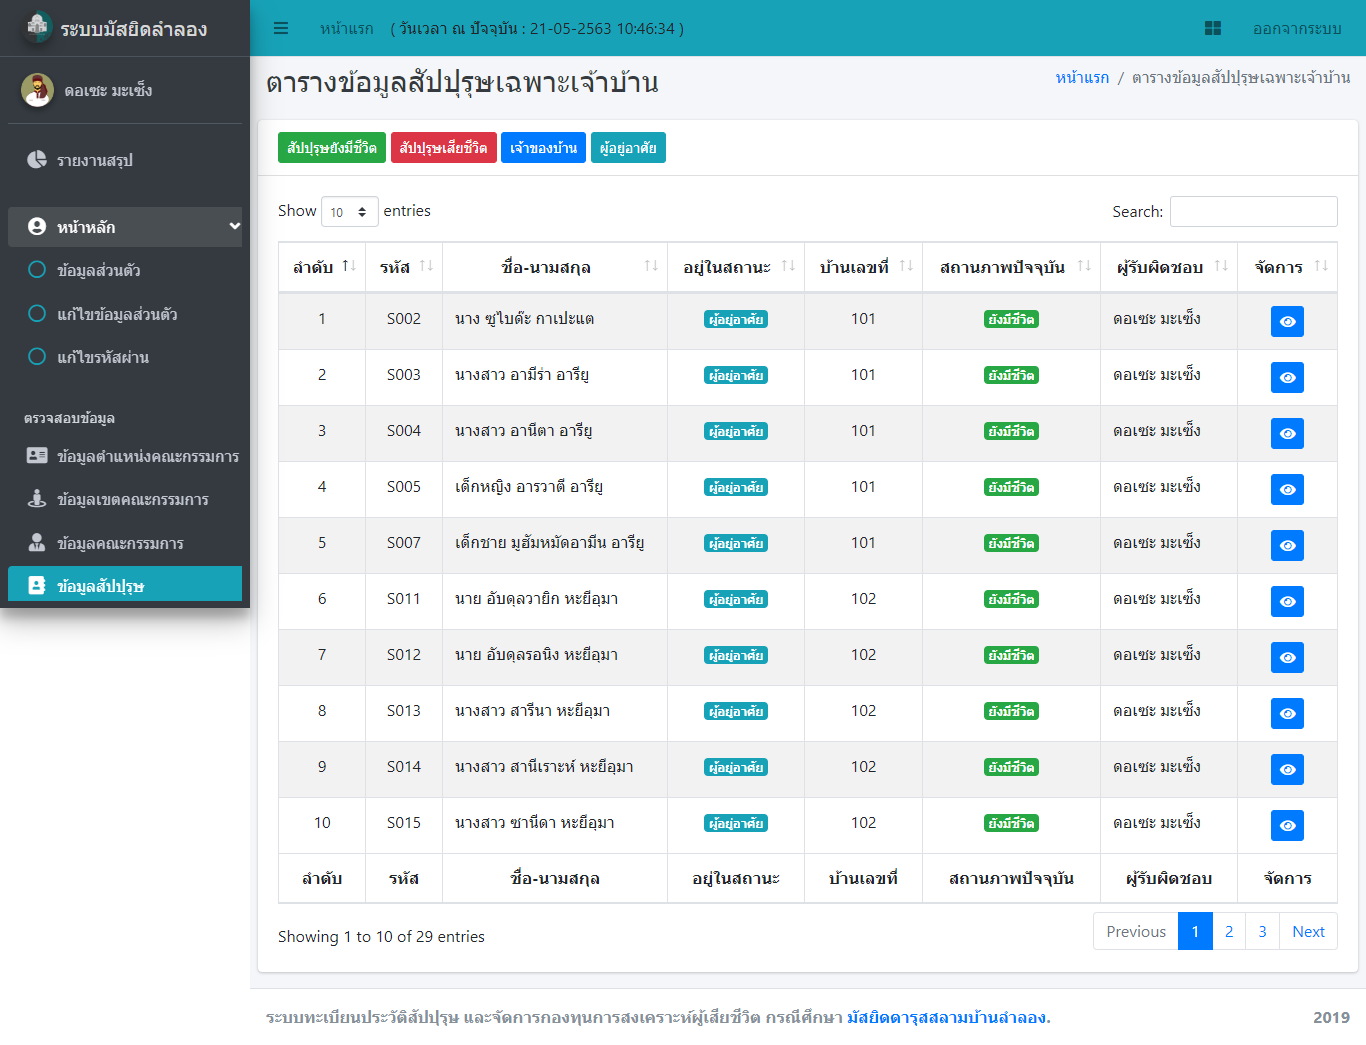 ระบบมัสยิดลำลอง
หน้าแรก ( วันเวลา ณ ปัจจุบัน : 21-05-2563 10:46:34 ) ออกจากระบบ
ดอเซะ มะเซ็ง
รายงานสรุป
หน้าหลัก
ข้อมูลส่วนตัว
แก้ไขข้อมูลส่วนตัว
แก้ไขรหัสผ่าน
ตรวจสอบข้อมูล
ข้อมูลตำแหน่งคณะกรรมการ
ข้อมูลเขตคณะกรรมการ
ข้อมูลคณะกรรมการ
ข้อมูลสัปปุรุษ
ตารางข้อมูลสัปปุรุษเฉพาะเจ้าบ้าน
หน้าแรก / ตารางข้อมูลสัปปุรุษเฉพาะเจ้าบ้าน
สัปปุรุษยังมีชีวิต สัปปุรุษเสียชีวิต เจ้าของบ้าน ผู้อยู่อาศัย
Show 10 entries Search:
ลำดับ รหัส ชื่อ-นามสกุล อยู่ในสถานะ บ้านเลขที่ สถานภาพปัจจุบัน ผู้รับผิดชอบ จัดการ
1 S002 นาง ซูไบด๊ะ กาเปะแต ผู้อยู่อาศัย 101 ยังมีชีวิต ดอเซะ มะเซ็ง
2 S003 นางสาว อามีร่า อารียู ผู้อยู่อาศัย 101 ยังมีชีวิต ดอเซะ มะเซ็ง
3 S004 นางสาว อานีตา อารียู ผู้อยู่อาศัย 101 ยังมีชีวิต ดอเซะ มะเซ็ง
4 S005 เด็กหญิง อารวาตี อารียู ผู้อยู่อาศัย 101 ยังมีชีวิต ดอเซะ มะเซ็ง
5 S007 เด็กชาย มูฮัมหมัดอามีน อารียู ผู้อยู่อาศัย 101 ยังมีชีวิต ดอเซะ มะเซ็ง
6 S011 นาย อับดุลวายิก หะยีอุมา ผู้อยู่อาศัย 102 ยังมีชีวิต ดอเซะ มะเซ็ง
7 S012 นาย อับดุลรอนิง หะยีอุมา ผู้อยู่อาศัย 102 ยังมีชีวิต ดอเซะ มะเซ็ง
8 S013 นางสาว สารีนา หะยีอุมา ผู้อยู่อาศัย 102 ยังมีชีวิต ดอเซะ มะเซ็ง
9 S014 นางสาว สานีเราะห์ หะยีอุมา ผู้อยู่อาศัย 102 ยังมีชีวิต ดอเซะ มะเซ็ง
10 S015 นางสาว ซานีดา หะยีอุมา ผู้อยู่อาศัย 102 ยังมีชีวิต ดอเซะ มะเซ็ง
ลำดับ รหัส ชื่อ-นามสกุล อยู่ในสถานะ บ้านเลขที่ สถานภาพปัจจุบัน ผู้รับผิดชอบ จัดการ
Showing 1 to 10 of 29 entries Previous 1 2 3 Next
ระบบทะเบียนประวัติสัปปุรุษ และจัดการกองทุนการสงเคราะห์ผู้เสียชีวิต กรณีศึกษา มัสยิดดารุสสลามบ้านลำลอง. 2019